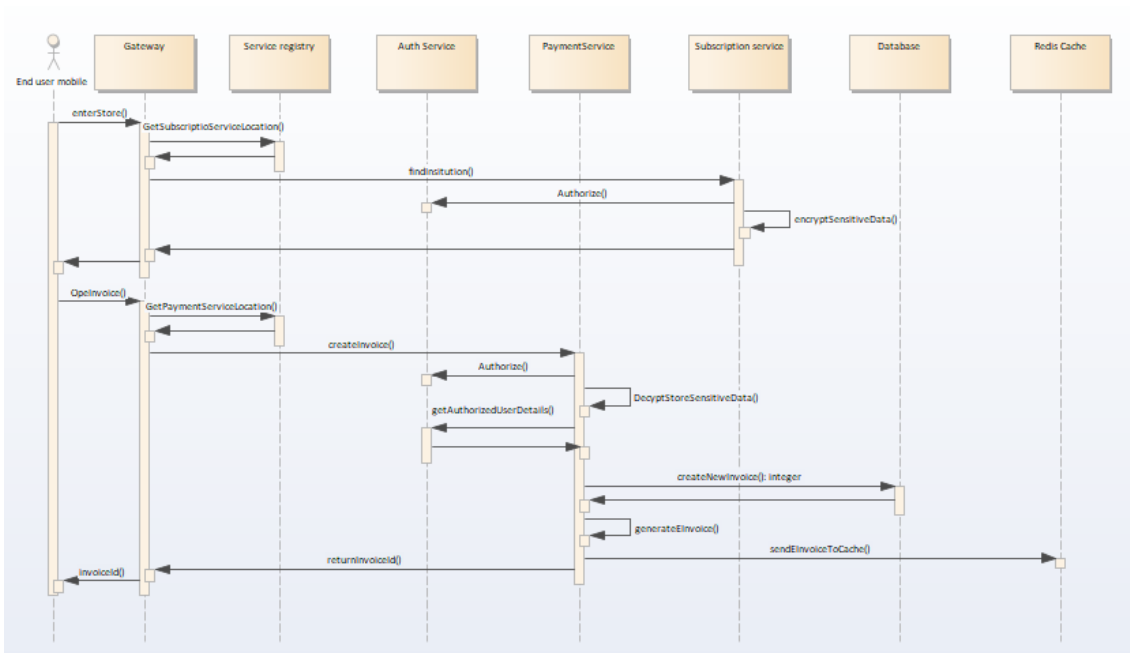 Gateway
Service registry
Auth Service
PaymentService
Subscription service
Database
Redis Cache
End user mobile
enterStore()
GetSubscriptioServiceLocation()
findInsitution()
Authorize()
encryptSensitiveData()
OpeInvoice()
GetPaymentServiceLocation()
createInvoice()
Authorize()
DecyptStoreSensitiveData()
getAuthorizedUserDetails()
createNewInvoice(): integer
generateEInvoice()
sendEInvoiceToCache()
returnInvoiceId()
invoiceId()